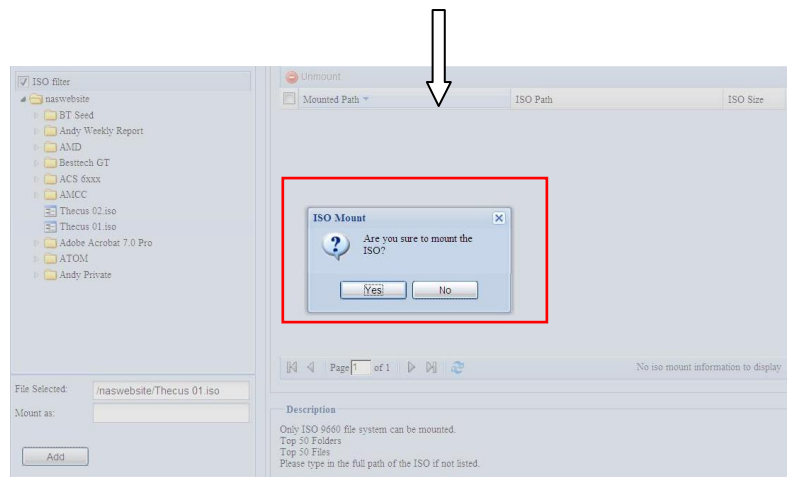 ISO filter
naswebsite
BT Seed
Andy Weekly Report
AMD
Besttech GT
ACS 6xxx
AMCC
Thecus 02.iso
Thecus 01.iso
Adobe Acrobat 7.0 Pro
ATOM
Andy Private
File Selected: /naswebsite/Thecus 01.iso
Mount as:
Add
Unmount
Mounted Path ISO Path ISO Size
ISO Mount
Are you sure to mount the
ISO?
Yes No
Page 1 of 1 No iso mount information to display
Description
Only ISO 9660 file system can be mounted.
Top 50 Folders
Top 50 Files
Please type in the full path of the ISO if not listed.